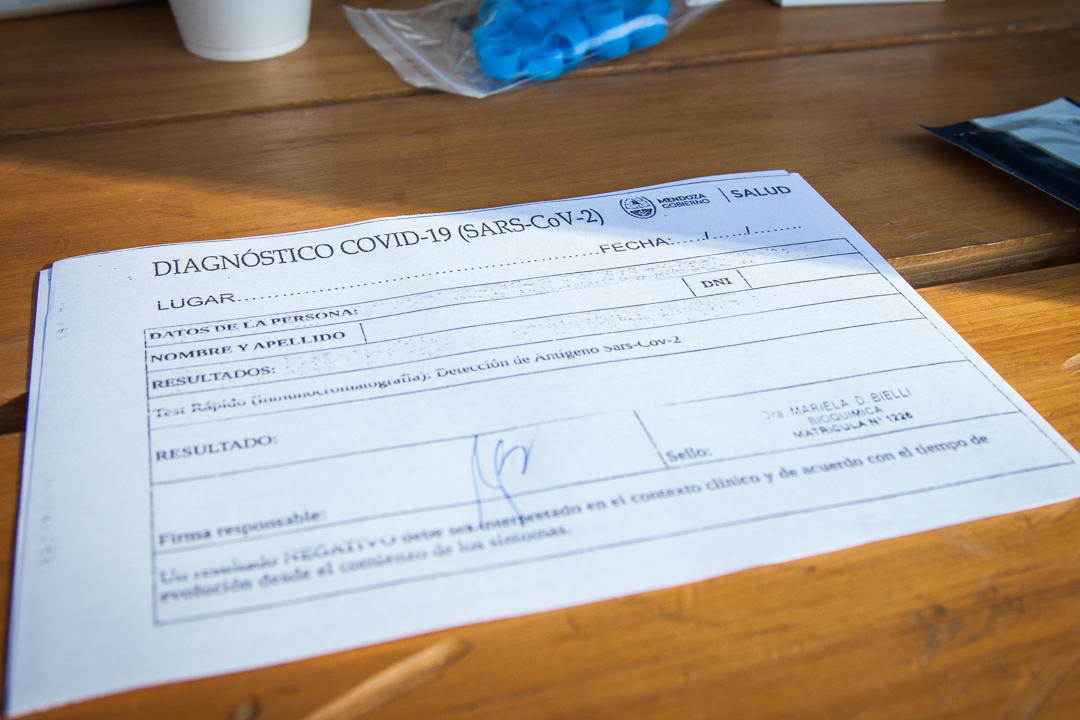 MENDOZA
GOBIERNO
SALUD
DIAGNÓSTICO COVID-19 (SARS-CoV-2)
LUGAR......................................................FECHA:....../....../........
DATOS DE LA PERSONA:
NOMBRE Y APELLIDO DNI
RESULTADOS:
Test Rápido (inmunocromatografía): Detección de Antígeno Sars-Cov-2
RESULTADO:
Dra. MARIELA D. BIELLI
BIOQUIMICA
MATRICULA N° 1226
Firma responsable: Sello:
Un resultado NEGATIVO debe ser interpretado en el contexto clínico y de acuerdo con el tiempo de
evolución desde el comienzo de los síntomas.